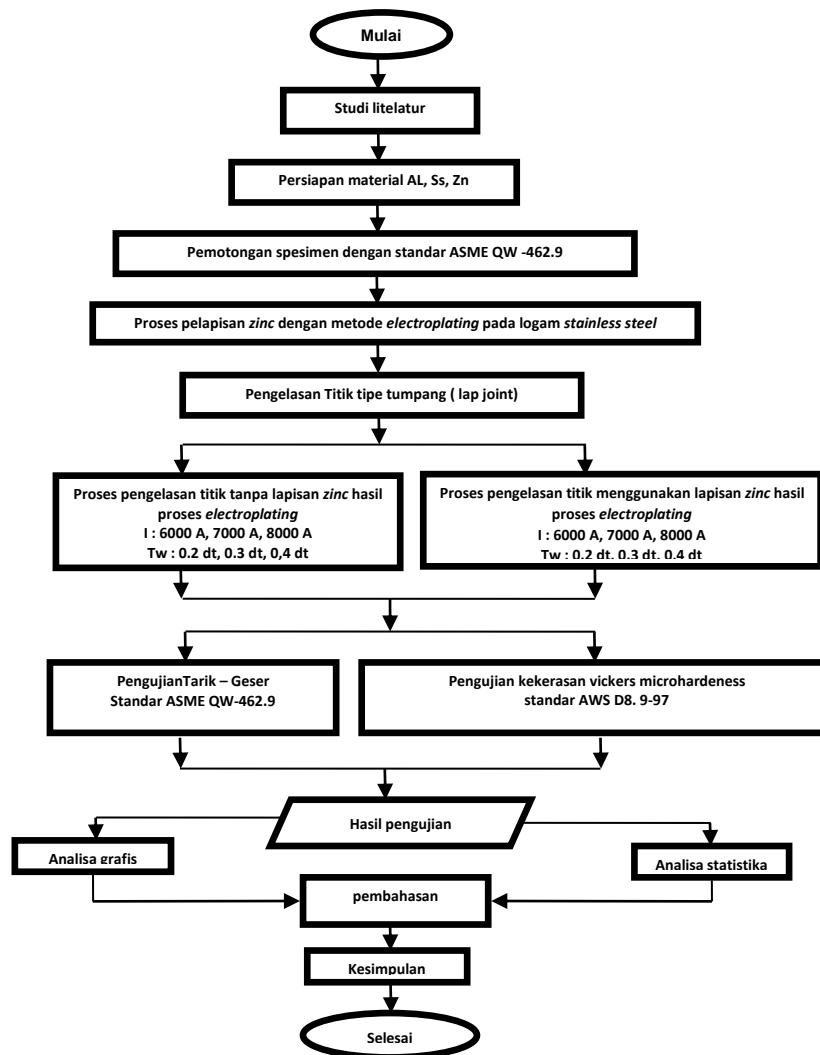 Mulai
Studi litelatur
Persiapan material AL, Ss, Zn
Pemotongan spesimen dengan standar ASME QW -462.9
Proses pelapisan zinc dengan metode electroplating pada logam stainless steel
Pengelasan Titik tipe tumpang ( lap joint)
Proses pengelasan titik tanpa lapisan zinc hasil
proses electroplating
I : 6000 A, 7000 A, 8000 A
Tw : 0.2 dt, 0.3 dt, 0,4 dt
Proses pengelasan titik menggunakan lapisan zinc hasil
proses electroplating
I : 6000 A, 7000 A, 8000 A
Tw : 0.2 dt, 0.3 dt, 0.4 dt
PengujianTarik – Geser
Standar ASME QW-462.9
Pengujian kekerasan vickers microhardeness
standar AWS D8. 9-97
Hasil pengujian
Analisa grafis
Analisa statistika
pembahasan
Kesimpulan
Selesai